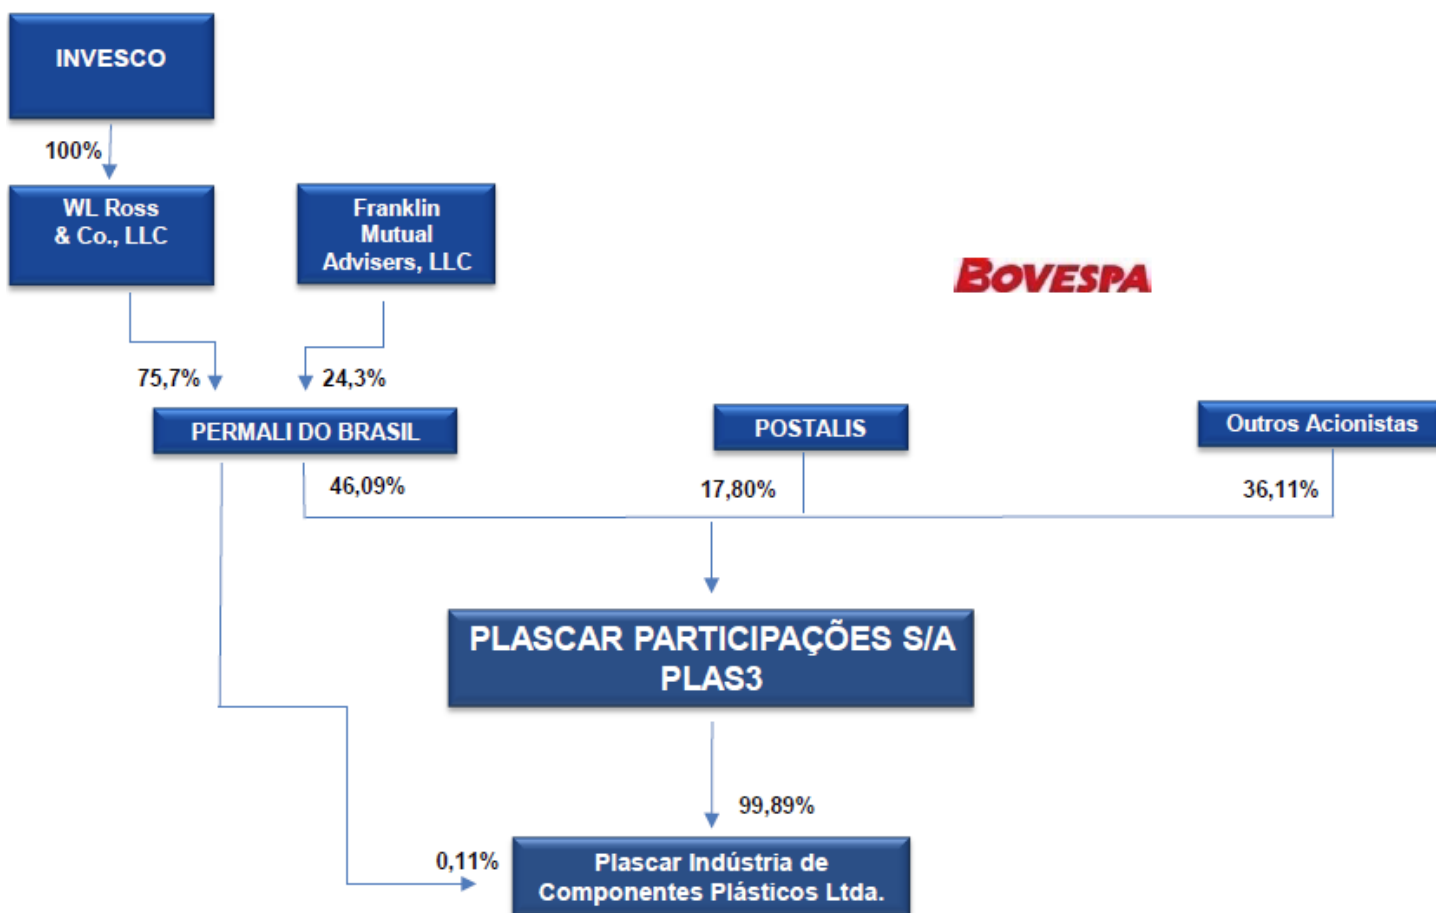 INVESCO
100%
WL Ross
& Co., LLC
Franklin
Mutual
Advisers, LLC
BOVESPA
75,7%
24,3%
PERMALI DO BRASIL
POSTALIS
Outros Acionistas
46,09%
17,80%
36,11%
PLASCAR PARTICIPAÇÕES S/A
PLAS3
99,89%
0,11%
Plascar Indústria de
Componentes Plásticos Ltda.